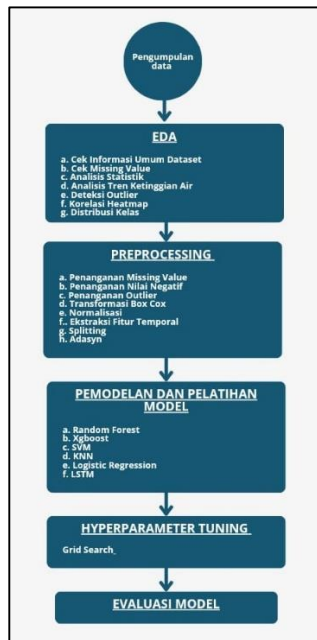 Pengumpulan
data
EDA
a. Cek Informasi Umum Dataset
b. Cek Missing Value
c. Analisis Statistik
d. Analisis Tren Ketinggian Air
e. Deteksi Outlier
f. Korelasi Heatmap
g. Distribusi Kelas
PREPROCESSING
a. Penanganan Missing Value
b. Penanganan Nilai Negatif
c. Penanganan Outlier
d. Transformasi Box Cox
e. Normalisasi
f.. Ekstraksi Fitur Temporal
g. Splitting
h. Adasyn
PEMODELAN DAN PELATIHAN
MODEL
a. Random Forest
b. Xgboost
c. SVM
d. KNN
e. Logistic Regression
f. LSTM
HYPERPARAMETER TUNING
Grid Search
EVALUASI MODEL